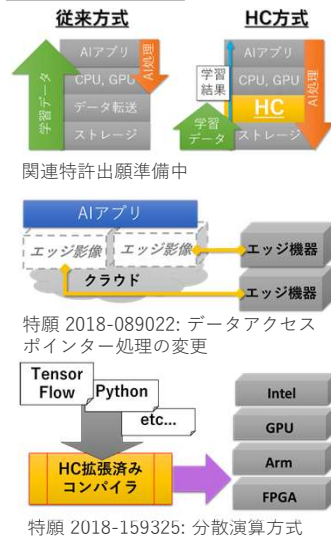 従来方式
HC方式
AIアプリ
CPU, GPU
データ転送
ストレージ
学習データ
AI処理
AIアプリ
CPU, GPU
HC
ストレージ
学習
結果
学習
データ
AI処理
関連特許出願準備中
AIアプリ
エッジ影像
エッジ影像
クラウド
エッジ機器
エッジ機器
特願 2018-089022: データアクセス
ポインター処理の変更
Tensor
Flow
Python
etc...
HC拡張済み
コンパイラ
Intel
GPU
Arm
FPGA
特願 2018-159325: 分散演算方式